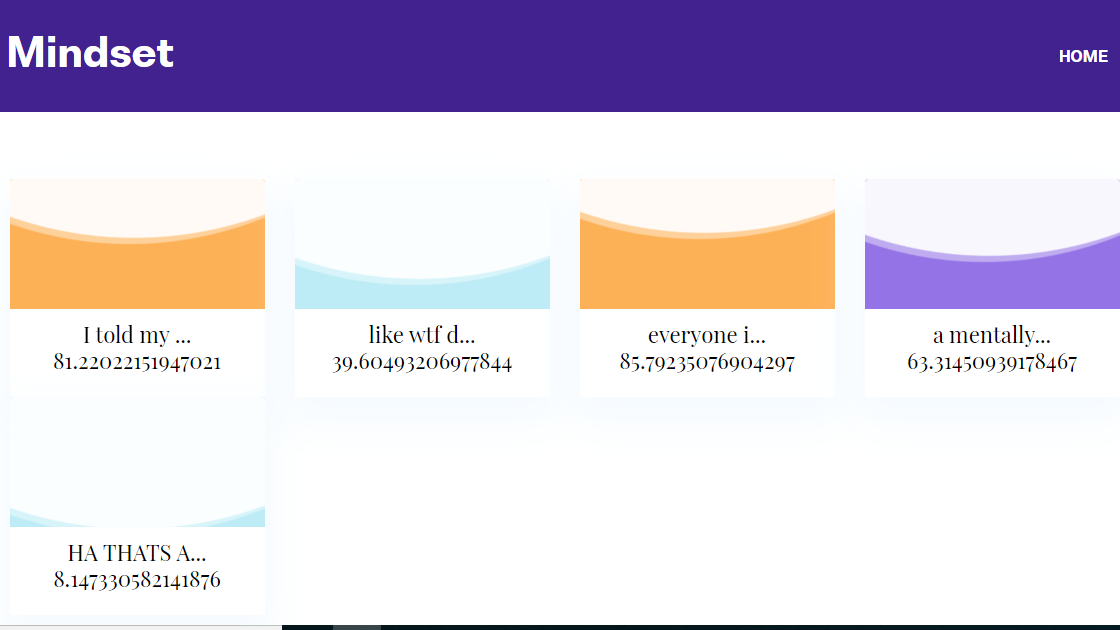 Mindset
HOME
I told my ...
81.22022151947021
like wtf d...
39.60493206977844
everyone i...
85.79235076904297
a mentally...
63.31450939178467
HA THATS A...
8.147330582141876